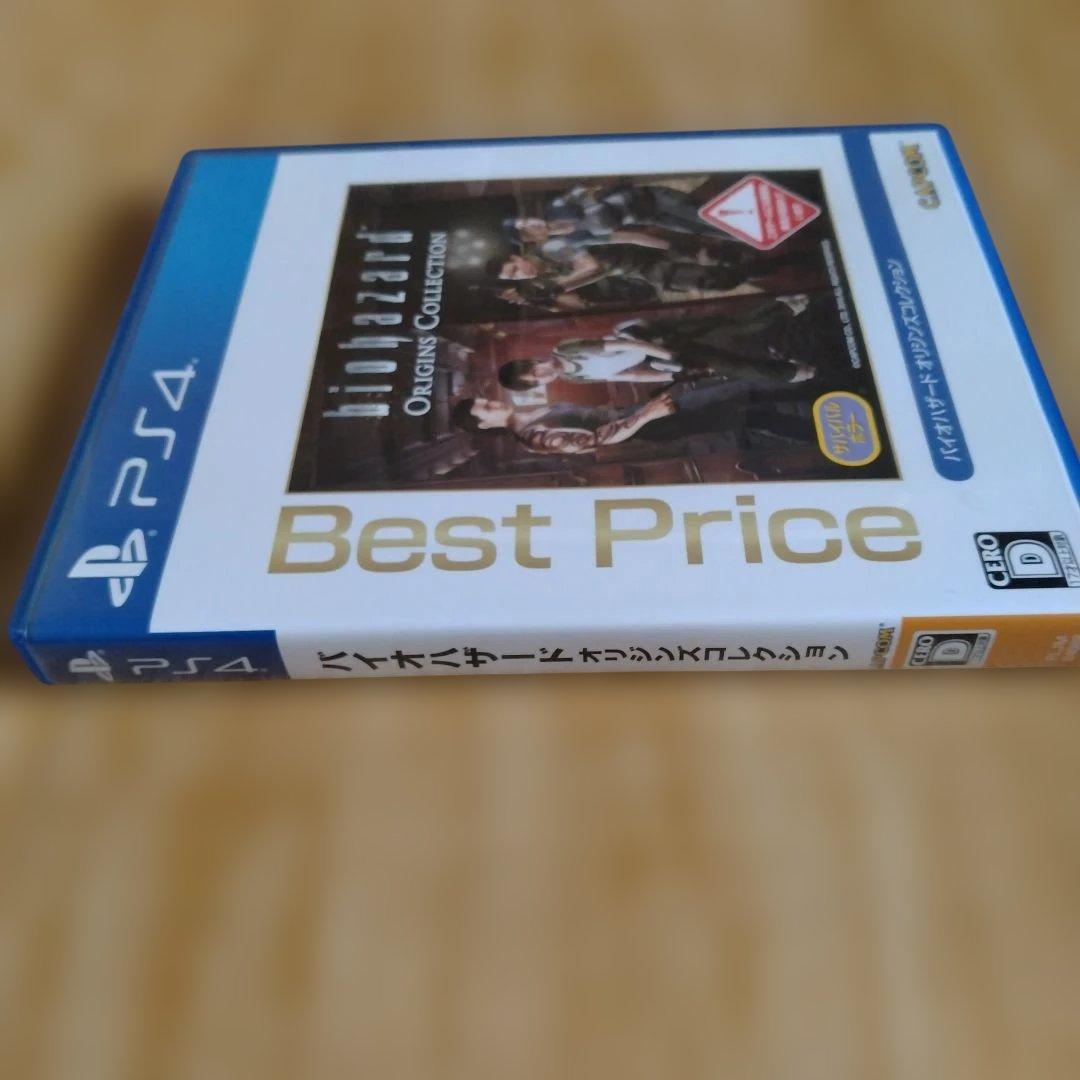 PS4
biohazard
ORIGINS COLLECTION
サバイバル
ホラー
Best Price
CAPCOM
バイオハザード オリジンズコレクション
CERO
D
PS4
バイオハザード オリジンズコレクション
CAPCOM
CERO
D